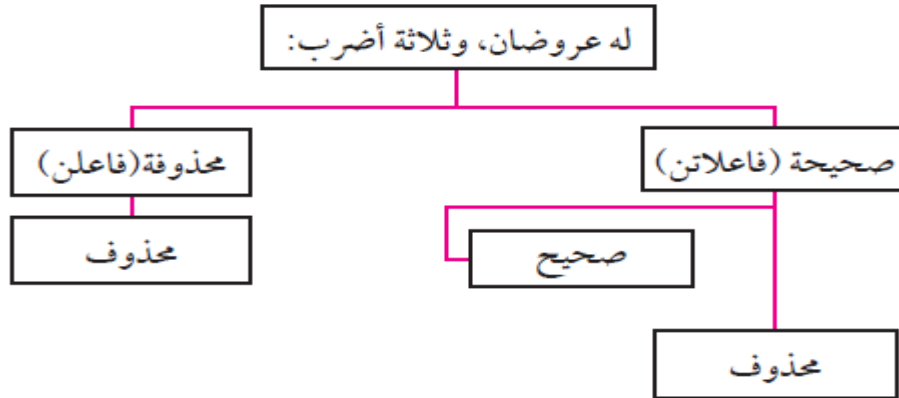 له عروضان، وثلاثة أضرب:
صحيحة (فاعلاتن)
محذوفة(فاعلن)
صحيح
محذوف
محذوف